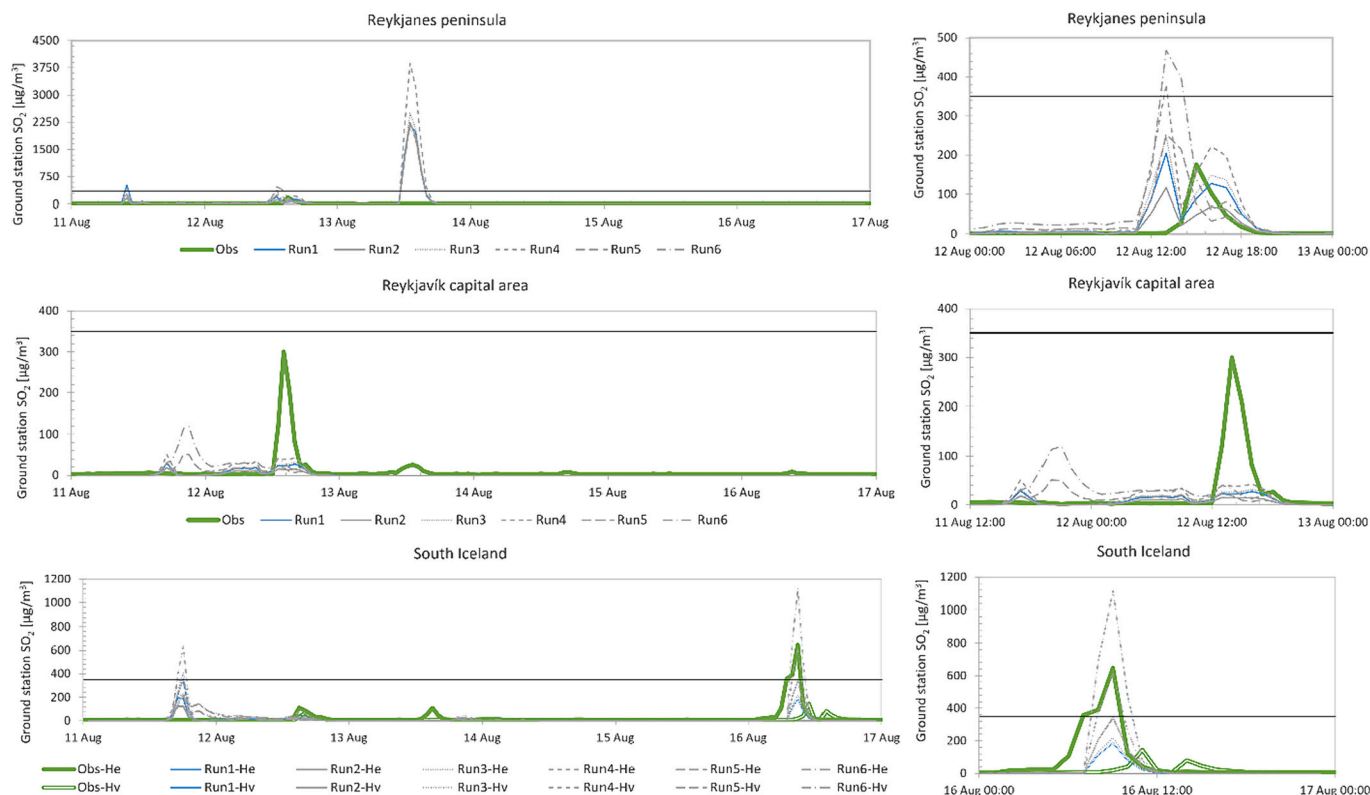 Reykjanes peninsula
Ground station SO2 [µg/m³]
4500
3750
3000
2250
1500
750
0
11 Aug 12 Aug 13 Aug 14 Aug 15 Aug 16 Aug 17 Aug
Obs Run1 Run2 Run3 Run4 Run5 Run6
Reykjanes peninsula
Ground station SO2 [µg/m³]
500
400
300
200
100
0
12 Aug 00:00 12 Aug 06:00 12 Aug 12:00 12 Aug 18:00 13 Aug 00:00
Reykjavík capital area
Ground station SO2 [µg/m³]
400
300
200
100
0
11 Aug 12 Aug 13 Aug 14 Aug 15 Aug 16 Aug 17 Aug
Obs Run1 Run2 Run3 Run4 Run5 Run6
Reykjavík capital area
Ground station SO2 [µg/m³]
400
300
200
100
0
11 Aug 12:00 12 Aug 00:00 12 Aug 12:00 13 Aug 00:00
South Iceland
Ground station SO2 [µg/m³]
1200
1000
800
600
400
200
0
11 Aug 12 Aug 13 Aug 14 Aug 15 Aug 16 Aug 17 Aug
Obs-He Run1-He Run2-He Run3-He Run4-He Run5-He Run6-He
Obs-Hv Run1-Hv Run2-Hv Run3-Hv Run4-Hv Run5-Hv Run6-Hv
South Iceland
Ground station SO2 [µg/m³]
1200
1000
800
600
400
200
0
16 Aug 00:00 16 Aug 12:00 17 Aug 00:00